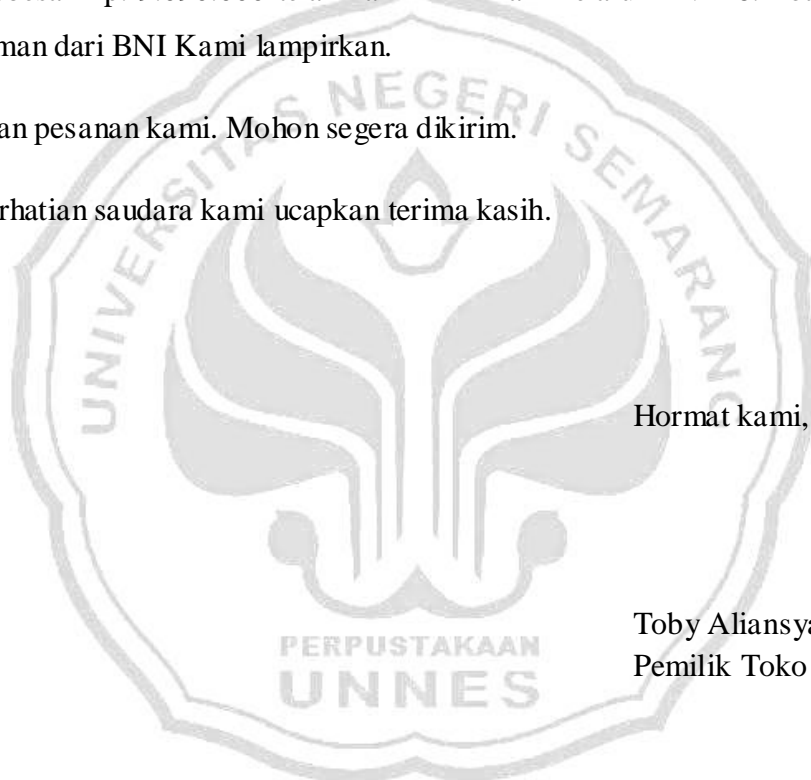 man dari BNI Kami lampirkan.
an pesanan kami. Mohon segera dikirim.
rhatian saudara kami ucapkan terima kasih.
UNIVERSITAS NEGERI SEMARANG
Hormat kami,
Toby Aliansya
Pemilik Toko
PERPUSTAKAAN
UNNES